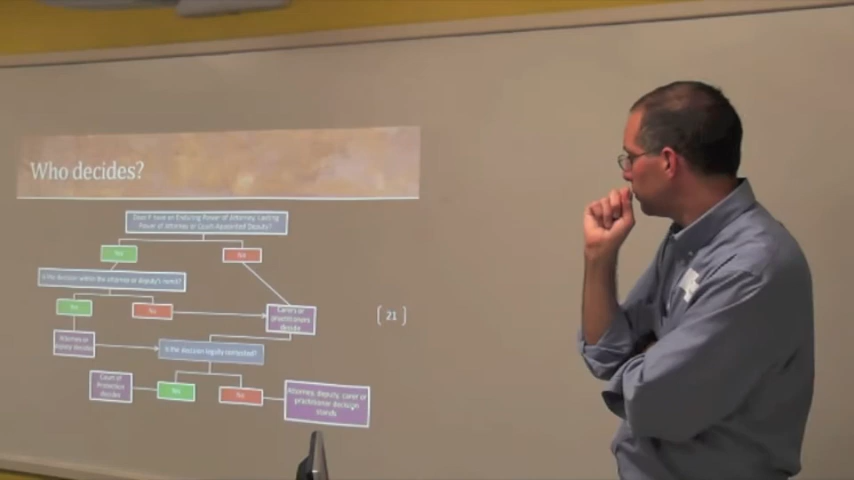 Who decides?
Does P have an Enduring Power of Attorney, Lasting
Power of Attorney or Court Appointed Deputy?
Yes
No
Is the decision within the attorney or deputy's remit?
Yes
No
Carers or
practitioners
decide
[ 21 ]
Attorney or
deputy decides
Is the decision legally contested?
Court of
Protection
decides
Yes
No
Attorney, deputy, carer or
practitioner decision
stands